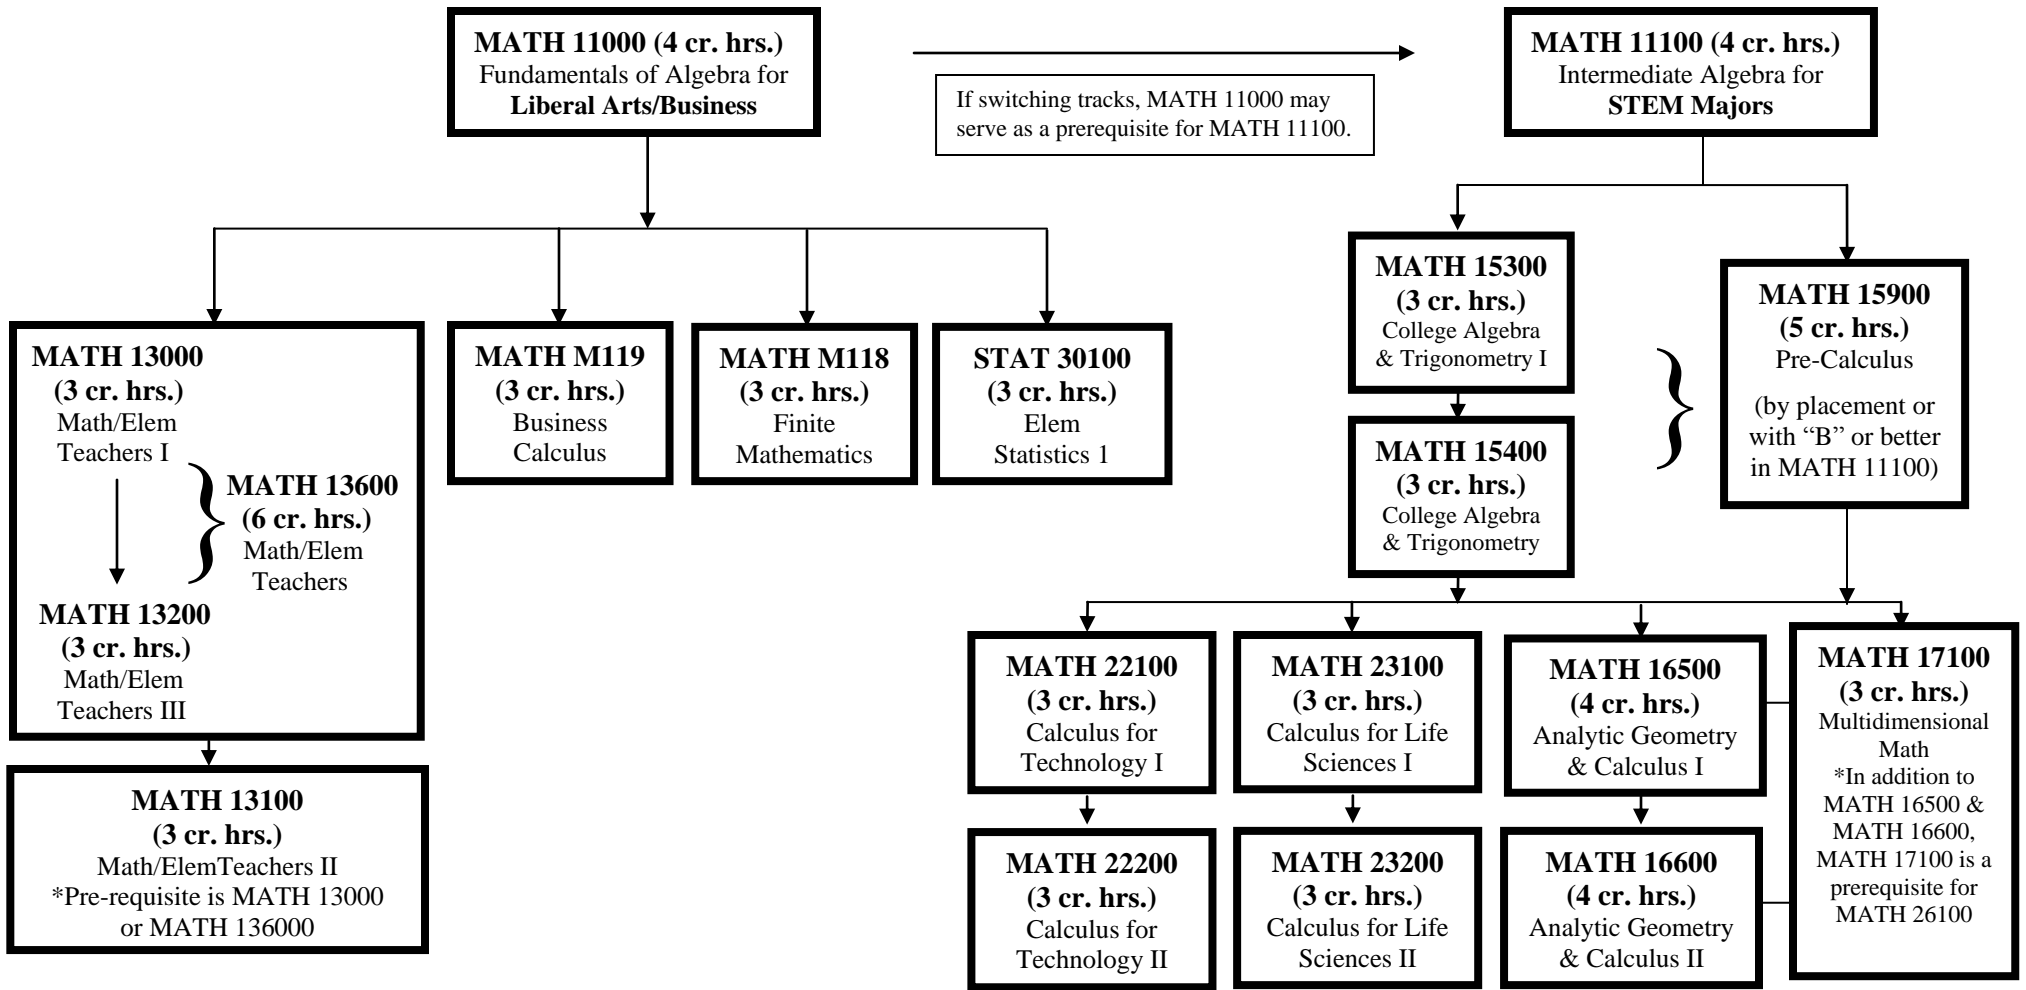 MATH 11000 (4 cr. hrs.)
Fundamentals of Algebra for
Liberal Arts/Business
If switching tracks, MATH 11000 may
serve as a prerequisite for MATH 11100.
MATH 11100 (4 cr. hrs.)
Intermediate Algebra for
STEM Majors
MATH 13000
(3 cr. hrs.)
Math/Elem
Teachers I
MATH 13600
(6 cr. hrs.)
Math/Elem
Teachers
MATH 13200
(3 cr. hrs.)
Math/Elem
Teachers III
MATH 13100
(3 cr. hrs.)
Math/ElemTeachers II
*Pre-requisite is MATH 13000
or MATH 136000
MATH M119
(3 cr. hrs.)
Business
Calculus
MATH M118
(3 cr. hrs.)
Finite
Mathematics
STAT 30100
(3 cr. hrs.)
Elem
Statistics 1
MATH 15300
(3 cr. hrs.)
College Algebra
& Trigonometry I
MATH 15400
(3 cr. hrs.)
College Algebra
& Trigonometry
MATH 15900
(5 cr. hrs.)
Pre-Calculus
(by placement or
with “B” or better
in MATH 11100)
MATH 22100
(3 cr. hrs.)
Calculus for
Technology I
MATH 22200
(3 cr. hrs.)
Calculus for
Technology II
MATH 23100
(3 cr. hrs.)
Calculus for Life
Sciences I
MATH 23200
(3 cr. hrs.)
Calculus for Life
Sciences II
MATH 16500
(4 cr. hrs.)
Analytic Geometry
& Calculus I
MATH 16600
(4 cr. hrs.)
Analytic Geometry
& Calculus II
MATH 17100
(3 cr. hrs.)
Multidimensional
Math
*In addition to
MATH 16500 &
MATH 16600,
MATH 17100 is a
prerequisite for
MATH 26100